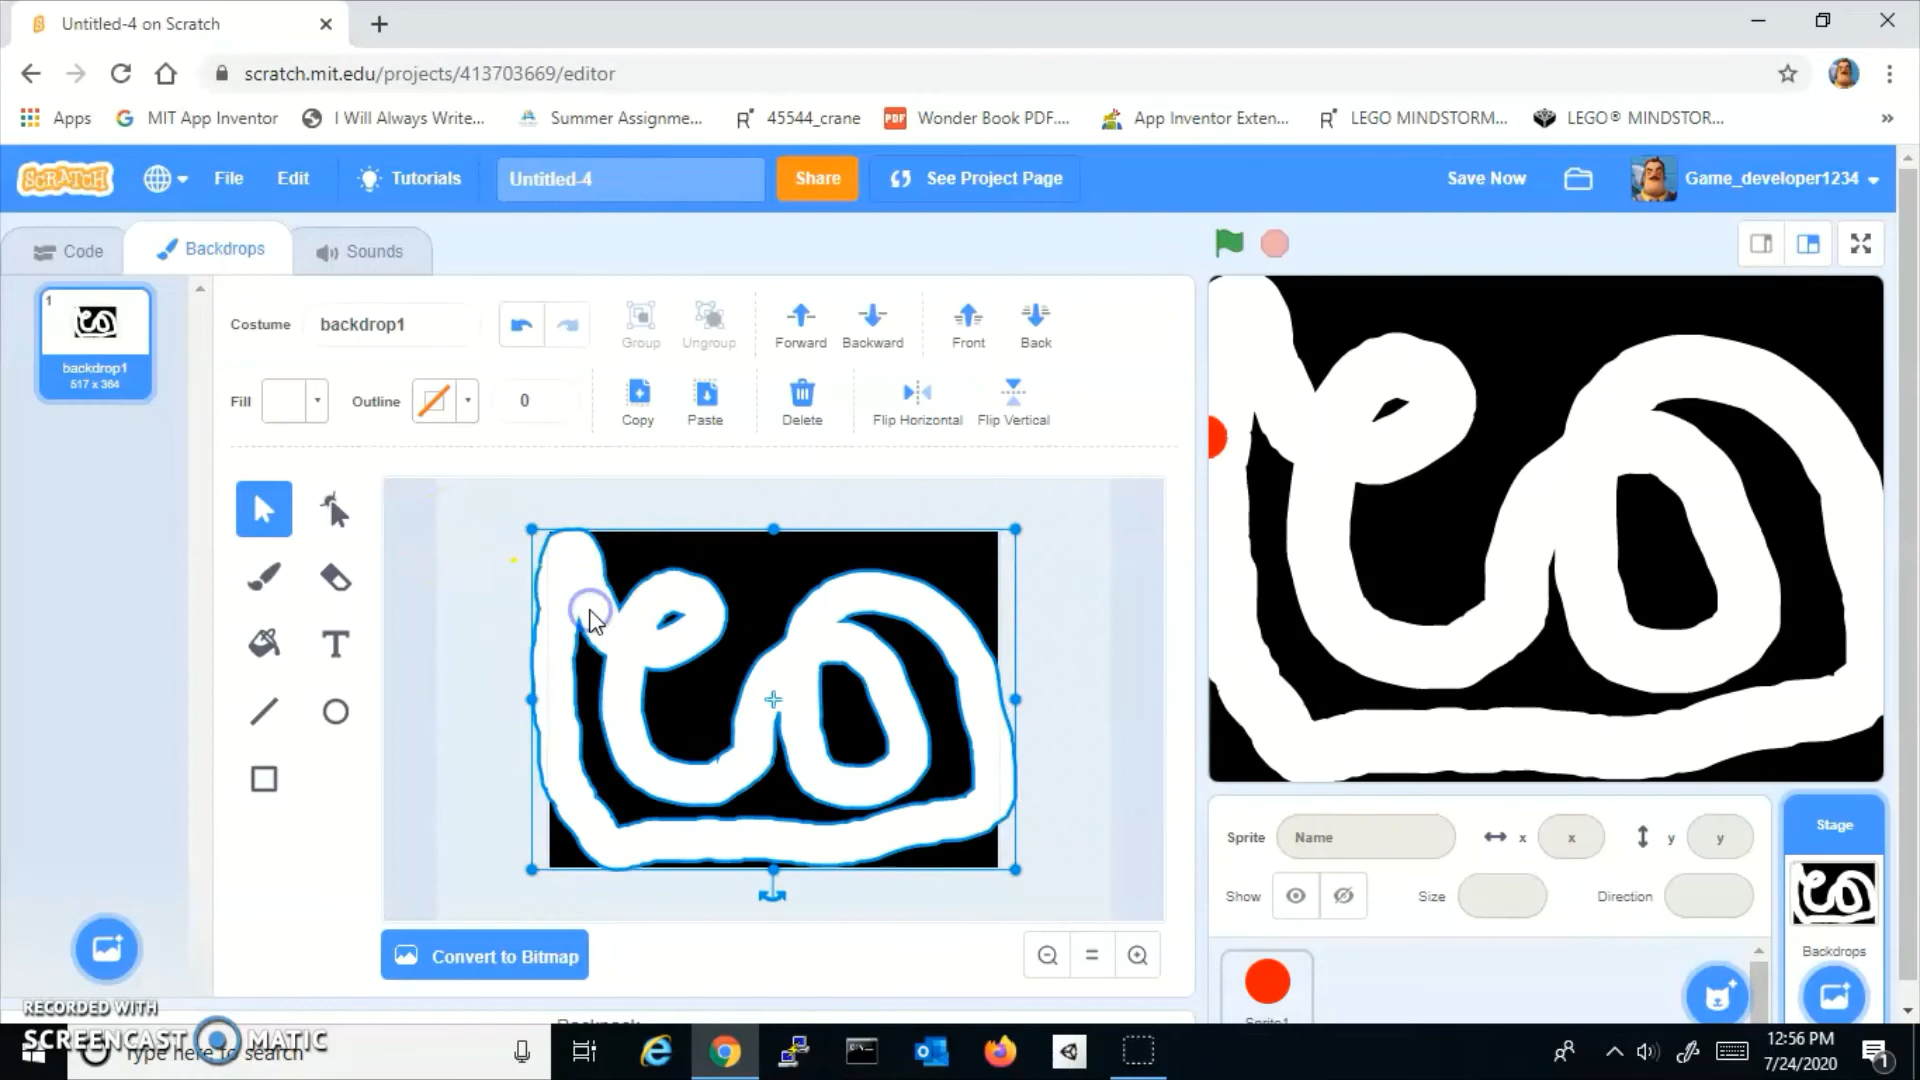 Untitled-4 on Scratch
scratch.mit.edu/projects/413703669/editor
Apps
MIT App Inventor
I Will Always Write...
Summer Assignme...
45544_crane
Wonder Book PDF....
App Inventor Exten...
LEGO MINDSTORM...
LEGO® MINDSTOR...
SCRATCH
File
Edit
Tutorials
Untitled-4
Share
See Project Page
Save Now
Game_developer1234
Code
Backdrops
Sounds
1
backdrop1
517 x 364
Costume
backdrop1
Group
Ungroup
Forward
Backward
Front
Back
Fill
Outline
0
Copy
Paste
Delete
Flip Horizontal
Flip Vertical
Convert to Bitmap
Sprite
Name
x
x
y
y
Show
Size
Direction
Stage
Backdrops
RECORDED WITH
SCREENCAST MATIC
Type here to search
12:56 PM
7/24/2020
1